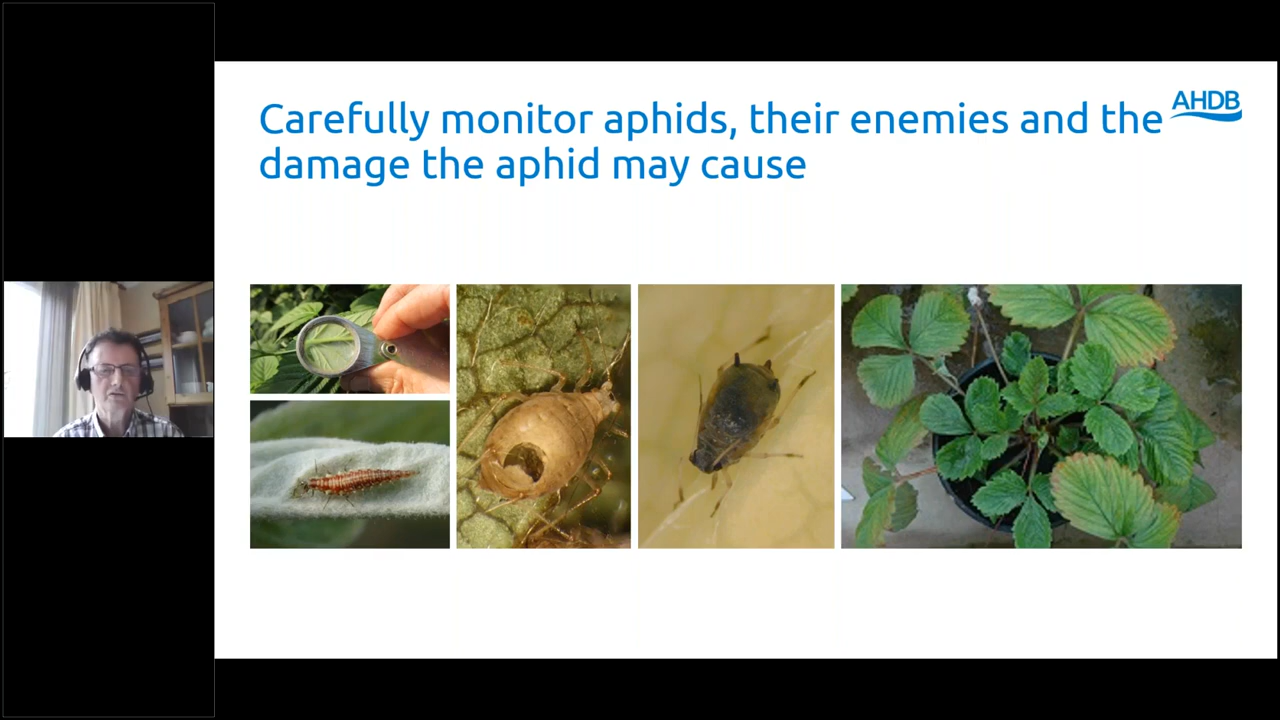 Carefully monitor aphids, their enemies and the
damage the aphid may cause
AHDB